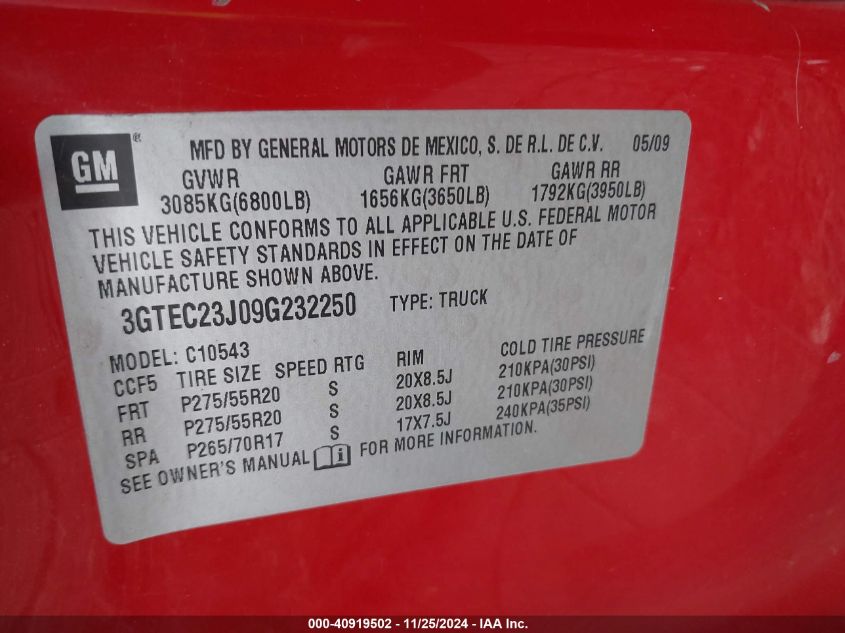 GM® MFD BY GENERAL MOTORS DE MEXICO, S. DE R.L. DE C.V. 05/09
GVWR GAWR FRT GAWR RR
3085KG(6800LB) 1656KG(3650LB) 1792KG(3950LB)
THIS VEHICLE CONFORMS TO ALL APPLICABLE U.S. FEDERAL MOTOR
VEHICLE SAFETY STANDARDS IN EFFECT ON THE DATE OF
MANUFACTURE SHOWN ABOVE.
3GTEC23J09G232250 TYPE: TRUCK
MODEL: C10543
CCF5 TIRE SIZE SPEED RTG RIM COLD TIRE PRESSURE
FRT P275/55R20 S 20X8.5J 210KPA(30PSI)
RR P275/55R20 S 20X8.5J 210KPA(30PSI)
SPA P265/70R17 S 17X7.5J 240KPA(35PSI)
SEE OWNER'S MANUAL i FOR MORE INFORMATION.
000-40919502 - 11/25/2024 - IAA Inc.